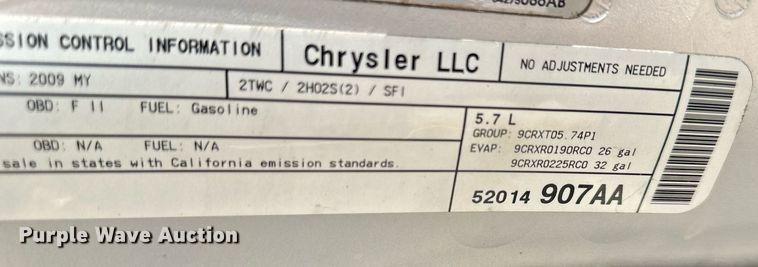 SSION CONTROL INFORMATION
Chrysler LLC
NO ADJUSTMENTS NEEDED
NS: 2009 MY
2TWC / 2HO2S(2) / SFI
OBD: F II FUEL: Gasoline
5.7 L
GROUP: 9CRXT05.74P1
OBD: N/A FUEL: N/A
EVAP: 9CRXR0190RC0 26 gal
9CRXR0225RC0 32 gal
sale in states with California emission standards.
52014 907AA
Purple Wave Auction